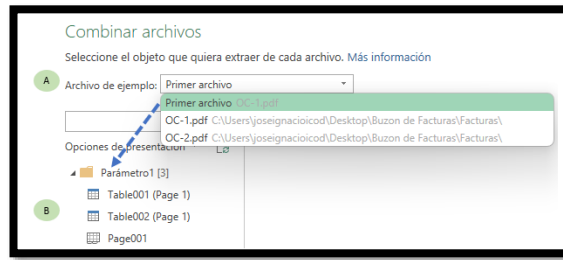 Combinar archivos
Seleccione el objeto que quiera extraer de cada archivo. Más información
A
Archivo de ejemplo: Primer archivo
Primer archivo OC-1.pdf
OC-1.pdf C:\Users\joseignacioicod\Desktop\Buzon de Facturas\Facturas\
OC-2.pdf C:\Users\joseignacioicod\Desktop\Buzon de Facturas\Facturas\
Opciones de presentación
Parámetro1 [3]
Table001 (Page 1)
B
Table002 (Page 1)
Page001